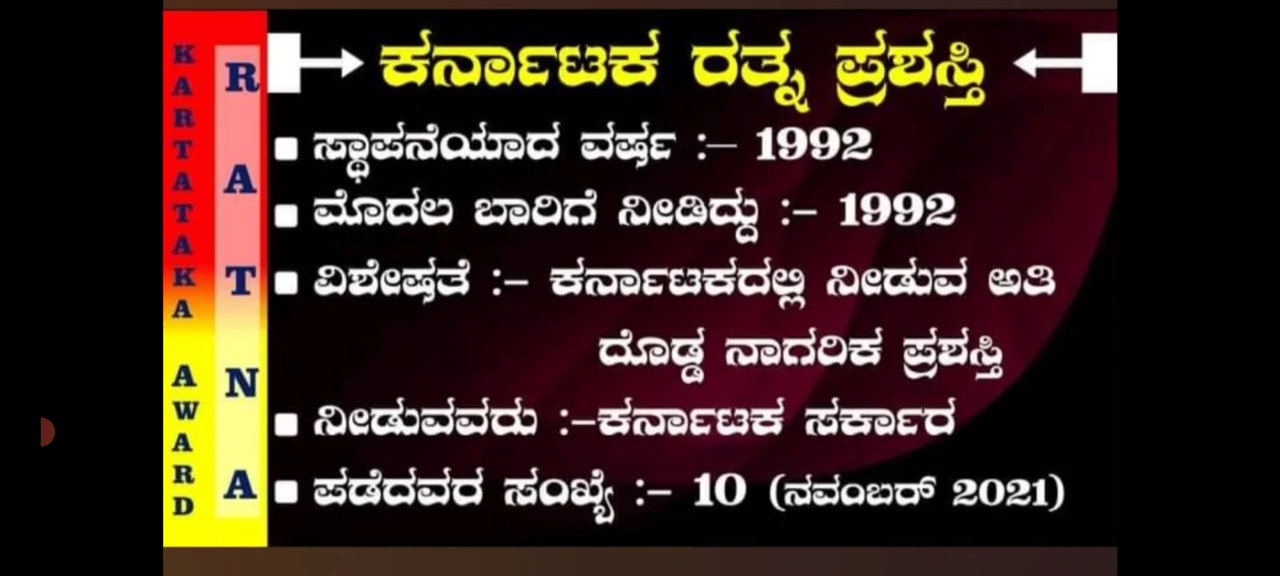 KARTATAKA AWARD
RATNA
ಕರ್ನಾಟಕ ರತ್ನ ಪ್ರಶಸ್ತಿ
ಸ್ಥಾಪನೆಯಾದ ವರ್ಷ :– 1992
ಮೊದಲ ಬಾರಿಗೆ ನೀಡಿದ್ದು :– 1992
ವಿಶೇಷತೆ :– ಕರ್ನಾಟಕದಲ್ಲಿ ನೀಡುವ ಅತಿ
ದೊಡ್ಡ ನಾಗರಿಕ ಪ್ರಶಸ್ತಿ
ನೀಡುವವರು :–ಕರ್ನಾಟಕ ಸರ್ಕಾರ
ಪಡೆದವರ ಸಂಖ್ಯೆ :– 10 (ನವಂಬರ್ 2021)